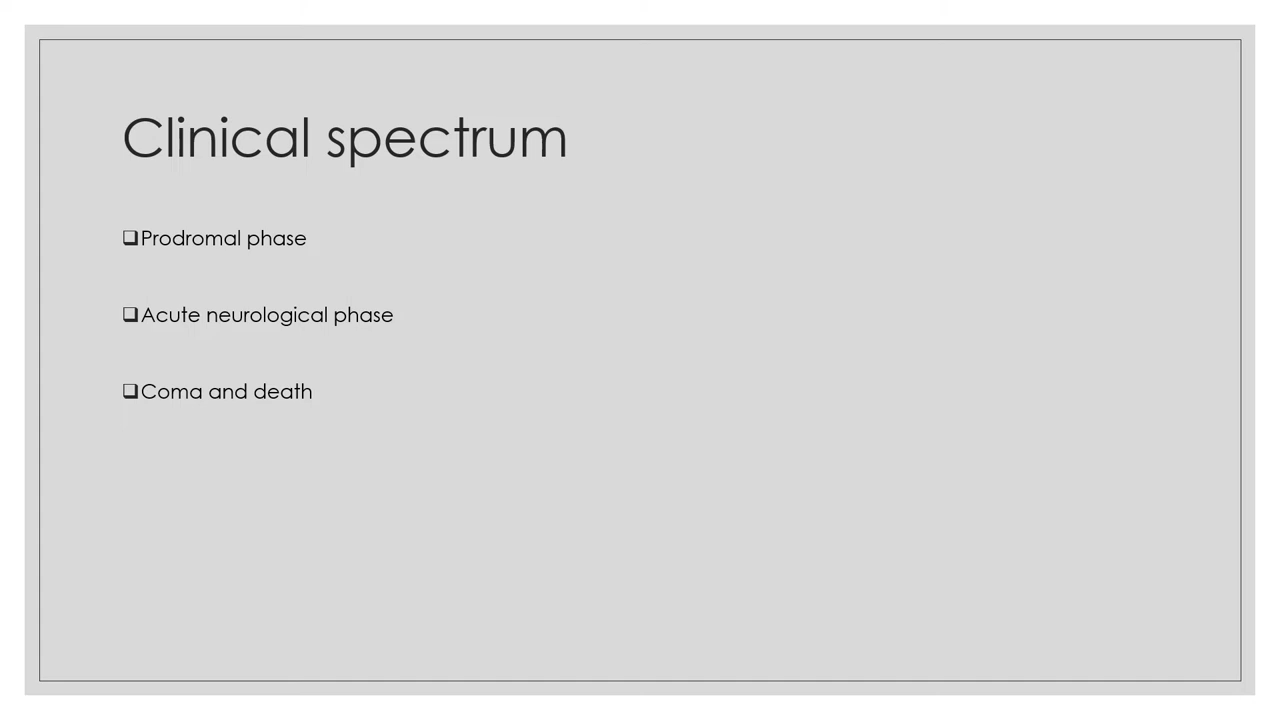 Clinical spectrum
❑Prodromal phase
❑Acute neurological phase
❑Coma and death